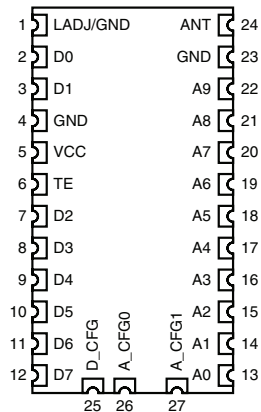 1 LADJ/GND ANT 24
2 D0 GND 23
3 D1 A9 22
4 GND A8 21
5 VCC A7 20
6 TE A6 19
7 D2 A5 18
8 D3 A4 17
9 D4 A3 16
10 D5 A2 15
11 D6 A1 14
12 D7 A0 13
D_CFG A_CFG0 A_CFG1
25 26 27